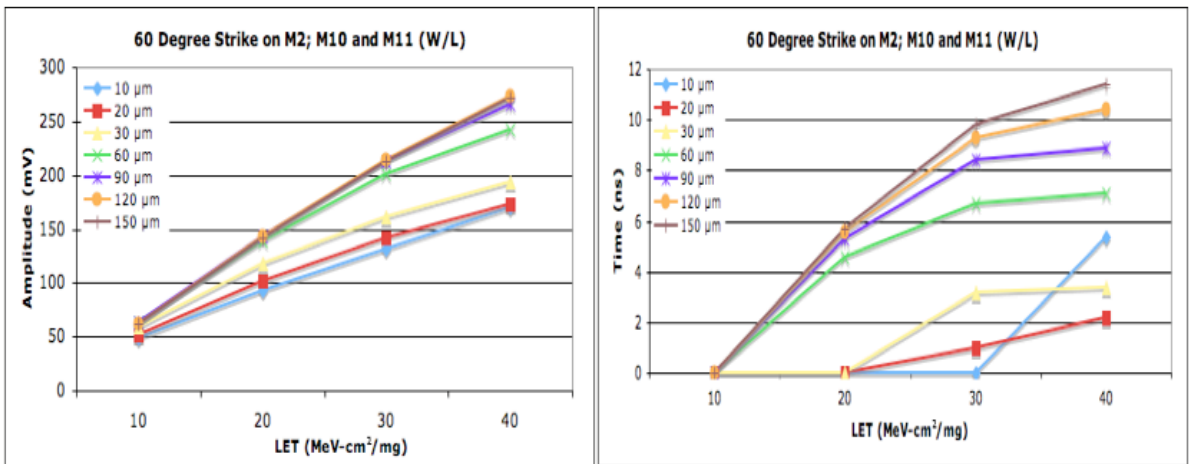 60 Degree Strike on M2; M10 and M11 (W/L)
300
250
200
150
100
50
0
10 µm
20 µm
30 µm
60 µm
90 µm
120 µm
150 µm
Amplitude (mV)
10 20 30 40
LET (MeV-cm²/mg)
60 Degree Strike on M2; M10 and M11 (W/L)
12
10
8
6
4
2
0
10 µm
20 µm
30 µm
60 µm
90 µm
120 µm
150 µm
Time (ns)
10 20 30 40
LET (MeV-cm²/mg)